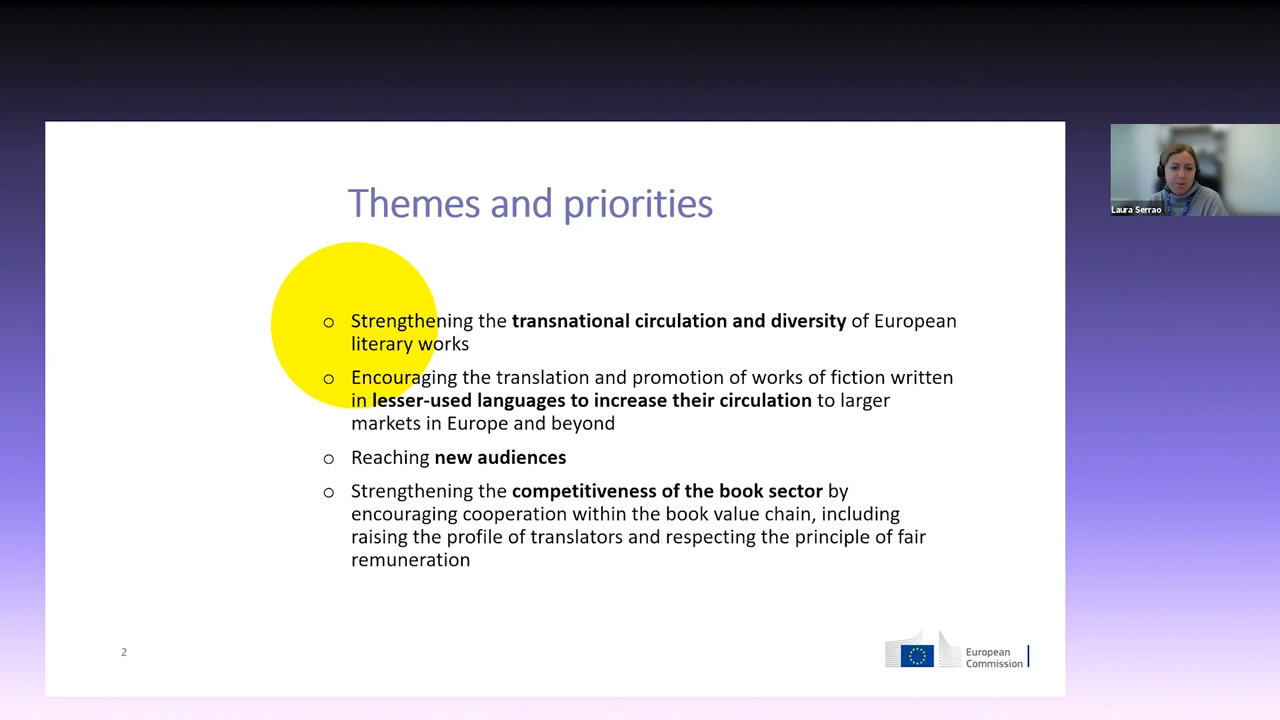 Themes and priorities
Laura Serrao
o Strengthening the transnational circulation and diversity of European
literary works
o Encouraging the translation and promotion of works of fiction written
in lesser-used languages to increase their circulation to larger
markets in Europe and beyond
o Reaching new audiences
o Strengthening the competitiveness of the book sector by
encouraging cooperation within the book value chain, including
raising the profile of translators and respecting the principle of fair
remuneration
2
European
Commission